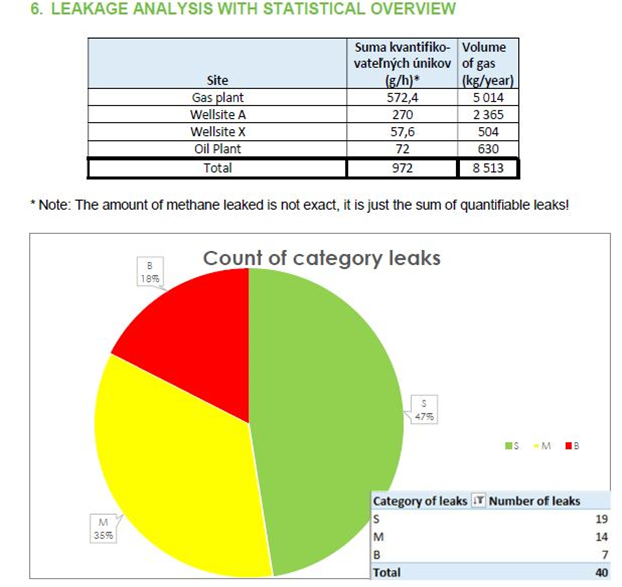 6. LEAKAGE ANALYSIS WITH STATISTICAL OVERVIEW
Site Suma kvantifiko-vateľných únikov (g/h)* Volume of gas (kg/year)
Gas plant 572,4 5 014
Wellsite A 270 2 365
Wellsite X 57,6 504
Oil Plant 72 630
Total 972 8 513
* Note: The amount of methane leaked is not exact, it is just the sum of quantifiable leaks!
Count of category leaks
B
18%
S
47%
M
35%
S M B
Category of leaks Number of leaks
S 19
M 14
B 7
Total 40